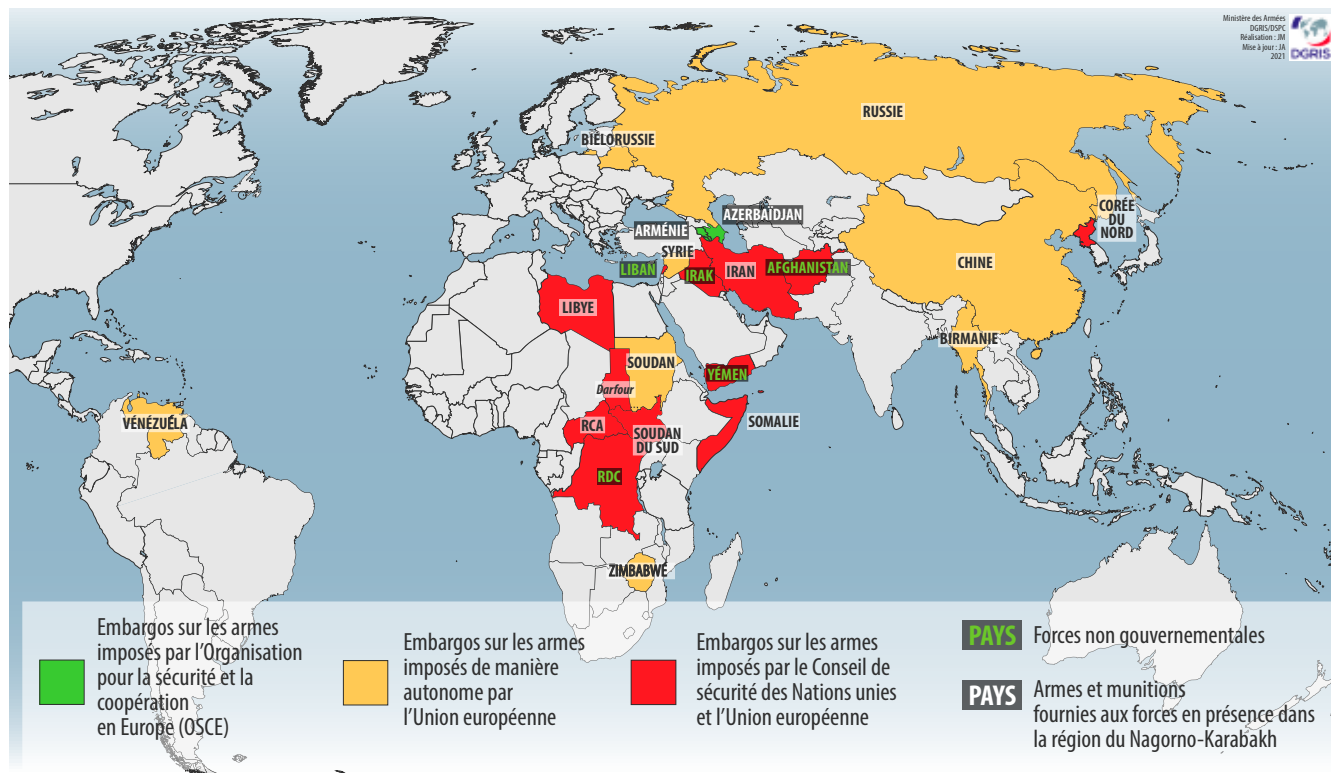 Ministère des Armées
DGRIS/DSPC
Réalisation : JM
Mise à jour : JA
2021
DGRIS
RUSSIE
BIÉLORUSSIE
CORÉE
DU
NORD
AZERBAÏDJAN
ARMÉNIE
SYRIE
LIBAN
IRAK
IRAN
AFGHANISTAN
CHINE
LIBYE
BIRMANIE
SOUDAN
YÉMEN
Darfour
VÉNÉZUÉLA
RCA
SOUDAN
DU SUD
SOMALIE
RDC
ZIMBABWÉ
Embargos sur les armes
imposés par l'Organisation
pour la sécurité et la
coopération
en Europe (OSCE)
Embargos sur les armes
imposés de manière
autonome par
l'Union européenne
Embargos sur les armes
imposés par le Conseil de
sécurité des Nations unies
et l'Union européenne
PAYS Forces non gouvernementales
PAYS Armes et munitions
fournies aux forces en présence dans
la région du Nagorno-Karabakh